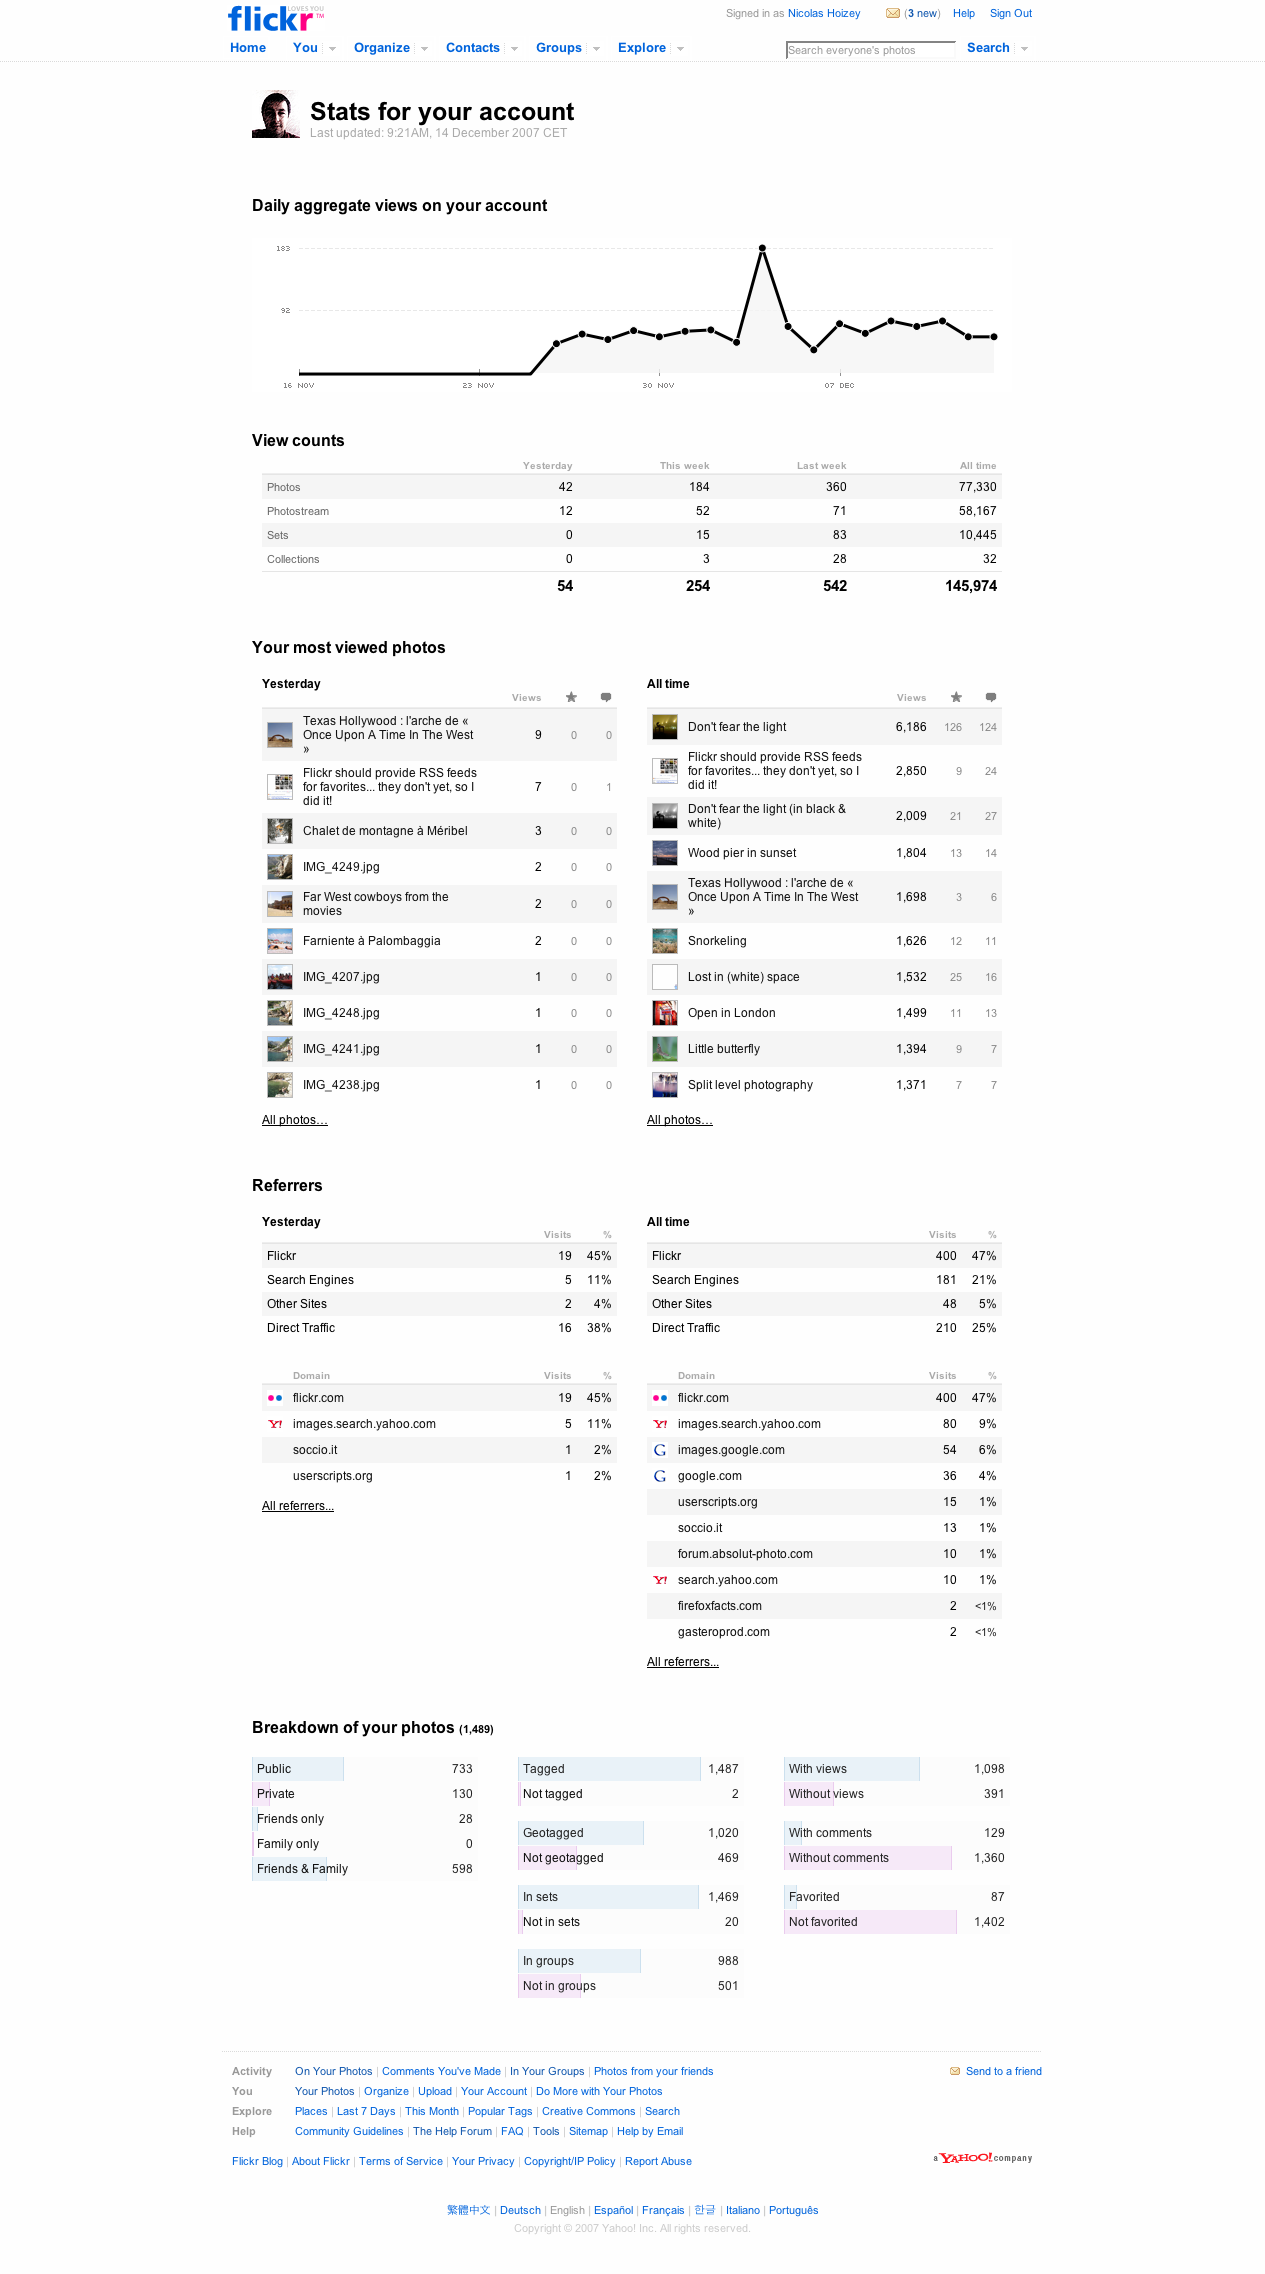 flickr LOVES YOU ™
Signed in as Nicolas Hoizey (3 new) Help Sign Out
Home You Organize Contacts Groups Explore Search everyone's photos Search
Stats for your account
Last updated: 9:21AM, 14 December 2007 CET
Daily aggregate views on your account
183
92
16 NOV 23 NOV 30 NOV 07 DEC
View counts
Yesterday This week Last week All time
Photos 42 184 360 77,330
Photostream 12 52 71 58,167
Sets 0 15 83 10,445
Collections 0 3 28 32
54 254 542 145,974
Your most viewed photos
Yesterday
Views
Texas Hollywood : l'arche de «
Once Upon A Time In The West 9 0 0
»
Flickr should provide RSS feeds
for favorites... they don't yet, so I 7 0 1
did it!
Chalet de montagne à Méribel 3 0 0
IMG_4249.jpg 2 0 0
Far West cowboys from the
movies 2 0 0
Farniente à Palombaggia 2 0 0
IMG_4207.jpg 1 0 0
IMG_4248.jpg 1 0 0
IMG_4241.jpg 1 0 0
IMG_4238.jpg 1 0 0
All photos…
All time
Views
Don't fear the light 6,186 126 124
Flickr should provide RSS feeds
for favorites... they don't yet, so I 2,850 9 24
did it!
Don't fear the light (in black &
white) 2,009 21 27
Wood pier in sunset 1,804 13 14
Texas Hollywood : l'arche de «
Once Upon A Time In The West 1,698 3 6
»
Snorkeling 1,626 12 11
Lost in (white) space 1,532 25 16
Open in London 1,499 11 13
Little butterfly 1,394 9 7
Split level photography 1,371 7 7
All photos…
Referrers
Yesterday
Visits %
Flickr 19 45%
Search Engines 5 11%
Other Sites 2 4%
Direct Traffic 16 38%
Domain Visits %
flickr.com 19 45%
Y! images.search.yahoo.com 5 11%
soccio.it 1 2%
userscripts.org 1 2%
All referrers...
All time
Visits %
Flickr 400 47%
Search Engines 181 21%
Other Sites 48 5%
Direct Traffic 210 25%
Domain Visits %
flickr.com 400 47%
Y! images.search.yahoo.com 80 9%
G images.google.com 54 6%
G google.com 36 4%
userscripts.org 15 1%
soccio.it 13 1%
forum.absolut-photo.com 10 1%
Y! search.yahoo.com 10 1%
firefoxfacts.com 2 <1%
gasteroprod.com 2 <1%
All referrers...
Breakdown of your photos (1,489)
Public 733
Private 130
Friends only 28
Family only 0
Friends & Family 598
Tagged 1,487
Not tagged 2
Geotagged 1,020
Not geotagged 469
In sets 1,469
Not in sets 20
In groups 988
Not in groups 501
With views 1,098
Without views 391
With comments 129
Without comments 1,360
Favorited 87
Not favorited 1,402
Activity On Your Photos | Comments You've Made | In Your Groups | Photos from your friends Send to a friend
You Your Photos | Organize | Upload | Your Account | Do More with Your Photos
Explore Places | Last 7 Days | This Month | Popular Tags | Creative Commons | Search
Help Community Guidelines | The Help Forum | FAQ | Tools | Sitemap | Help by Email
Flickr Blog | About Flickr | Terms of Service | Your Privacy | Copyright/IP Policy | Report Abuse a YAHOO! company
繁體中文 | Deutsch | English | Español | Français | 한글 | Italiano | Português
Copyright © 2007 Yahoo! Inc. All rights reserved.